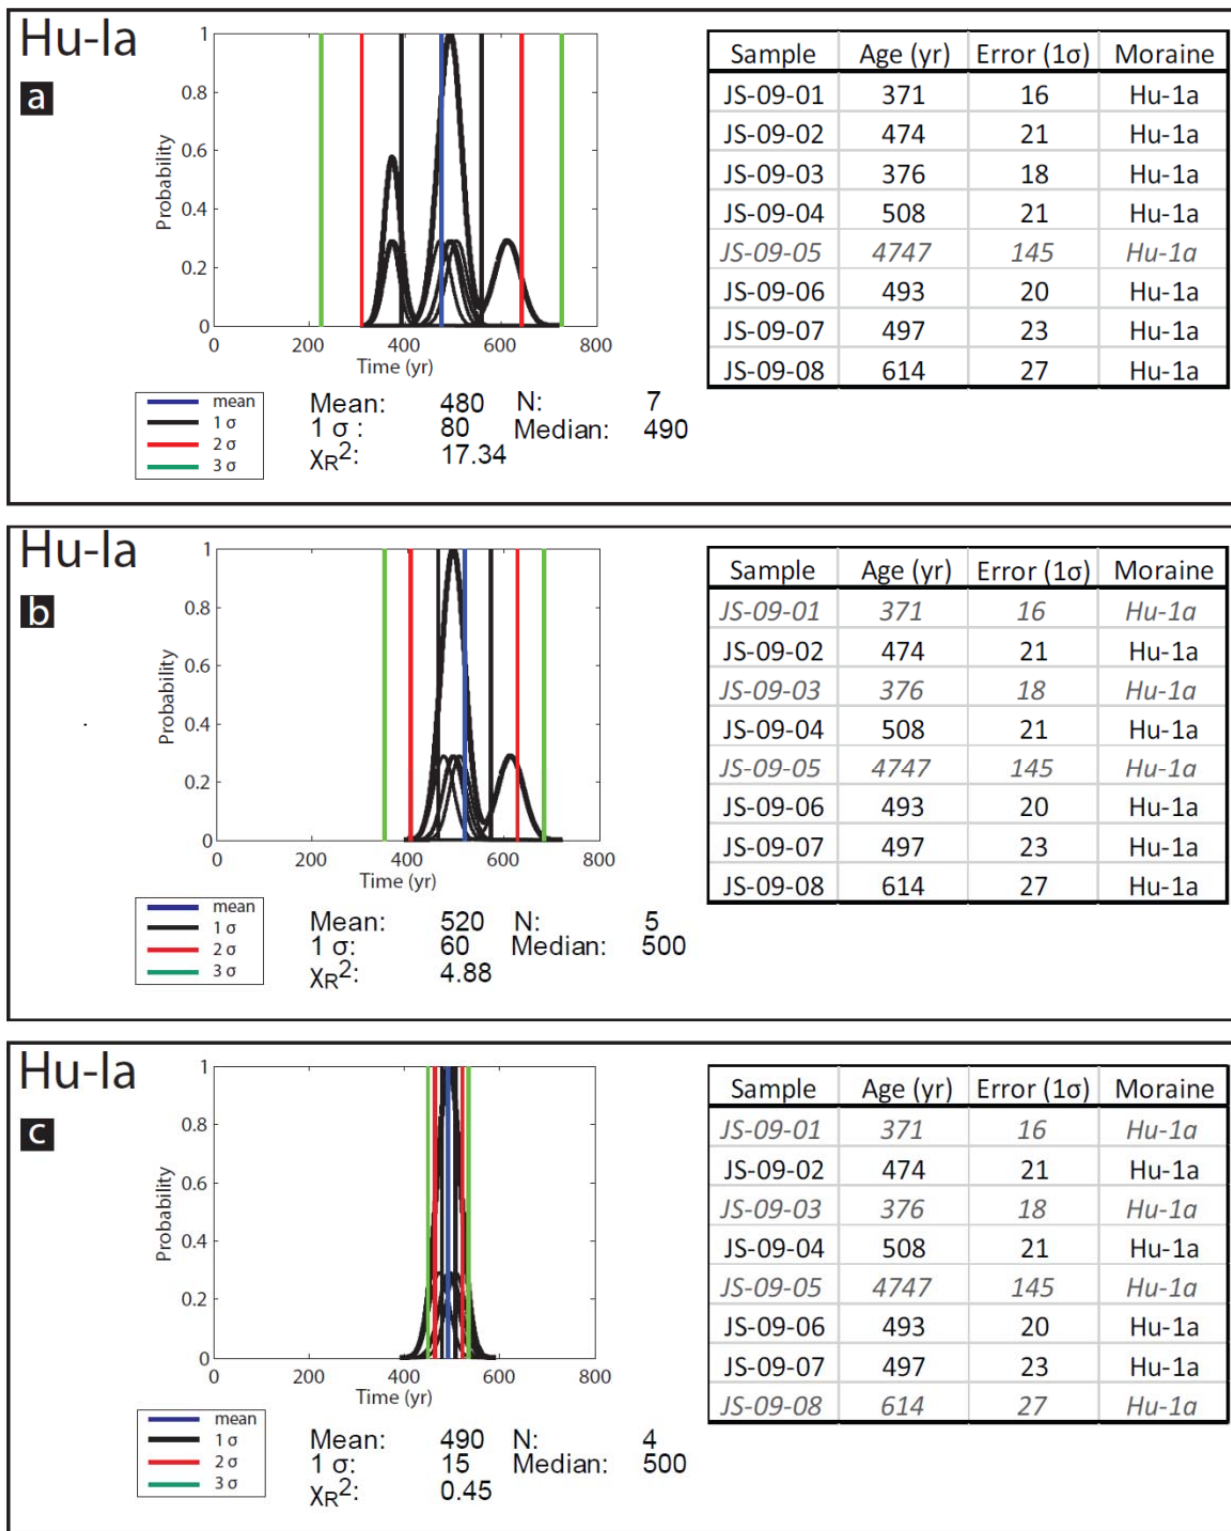 Hu-Ia
a
Probability
1
0.8
0.6
0.4
0.2
0
0 200 400 600 800
Time (yr)
mean
1 σ
2 σ
3 σ
Mean: 480 N: 7
1 σ : 80 Median: 490
χR²: 17.34
Sample Age (yr) Error (1σ) Moraine
JS-09-01 371 16 Hu-1a
JS-09-02 474 21 Hu-1a
JS-09-03 376 18 Hu-1a
JS-09-04 508 21 Hu-1a
JS-09-05 4747 145 Hu-1a
JS-09-06 493 20 Hu-1a
JS-09-07 497 23 Hu-1a
JS-09-08 614 27 Hu-1a
Hu-Ia
b
Probability
1
0.8
0.6
0.4
0.2
0
0 200 400 600 800
Time (yr)
mean
1 σ
2 σ
3 σ
Mean: 520 N: 5
1 σ: 60 Median: 500
χR²: 4.88
Sample Age (yr) Error (1σ) Moraine
JS-09-01 371 16 Hu-1a
JS-09-02 474 21 Hu-1a
JS-09-03 376 18 Hu-1a
JS-09-04 508 21 Hu-1a
JS-09-05 4747 145 Hu-1a
JS-09-06 493 20 Hu-1a
JS-09-07 497 23 Hu-1a
JS-09-08 614 27 Hu-1a
Hu-Ia
c
Probability
1
0.8
0.6
0.4
0.2
0
0 200 400 600 800
Time (yr)
mean
1 σ
2 σ
3 σ
Mean: 490 N: 4
1 σ: 15 Median: 500
χR²: 0.45
Sample Age (yr) Error (1σ) Moraine
JS-09-01 371 16 Hu-1a
JS-09-02 474 21 Hu-1a
JS-09-03 376 18 Hu-1a
JS-09-04 508 21 Hu-1a
JS-09-05 4747 145 Hu-1a
JS-09-06 493 20 Hu-1a
JS-09-07 497 23 Hu-1a
JS-09-08 614 27 Hu-1a